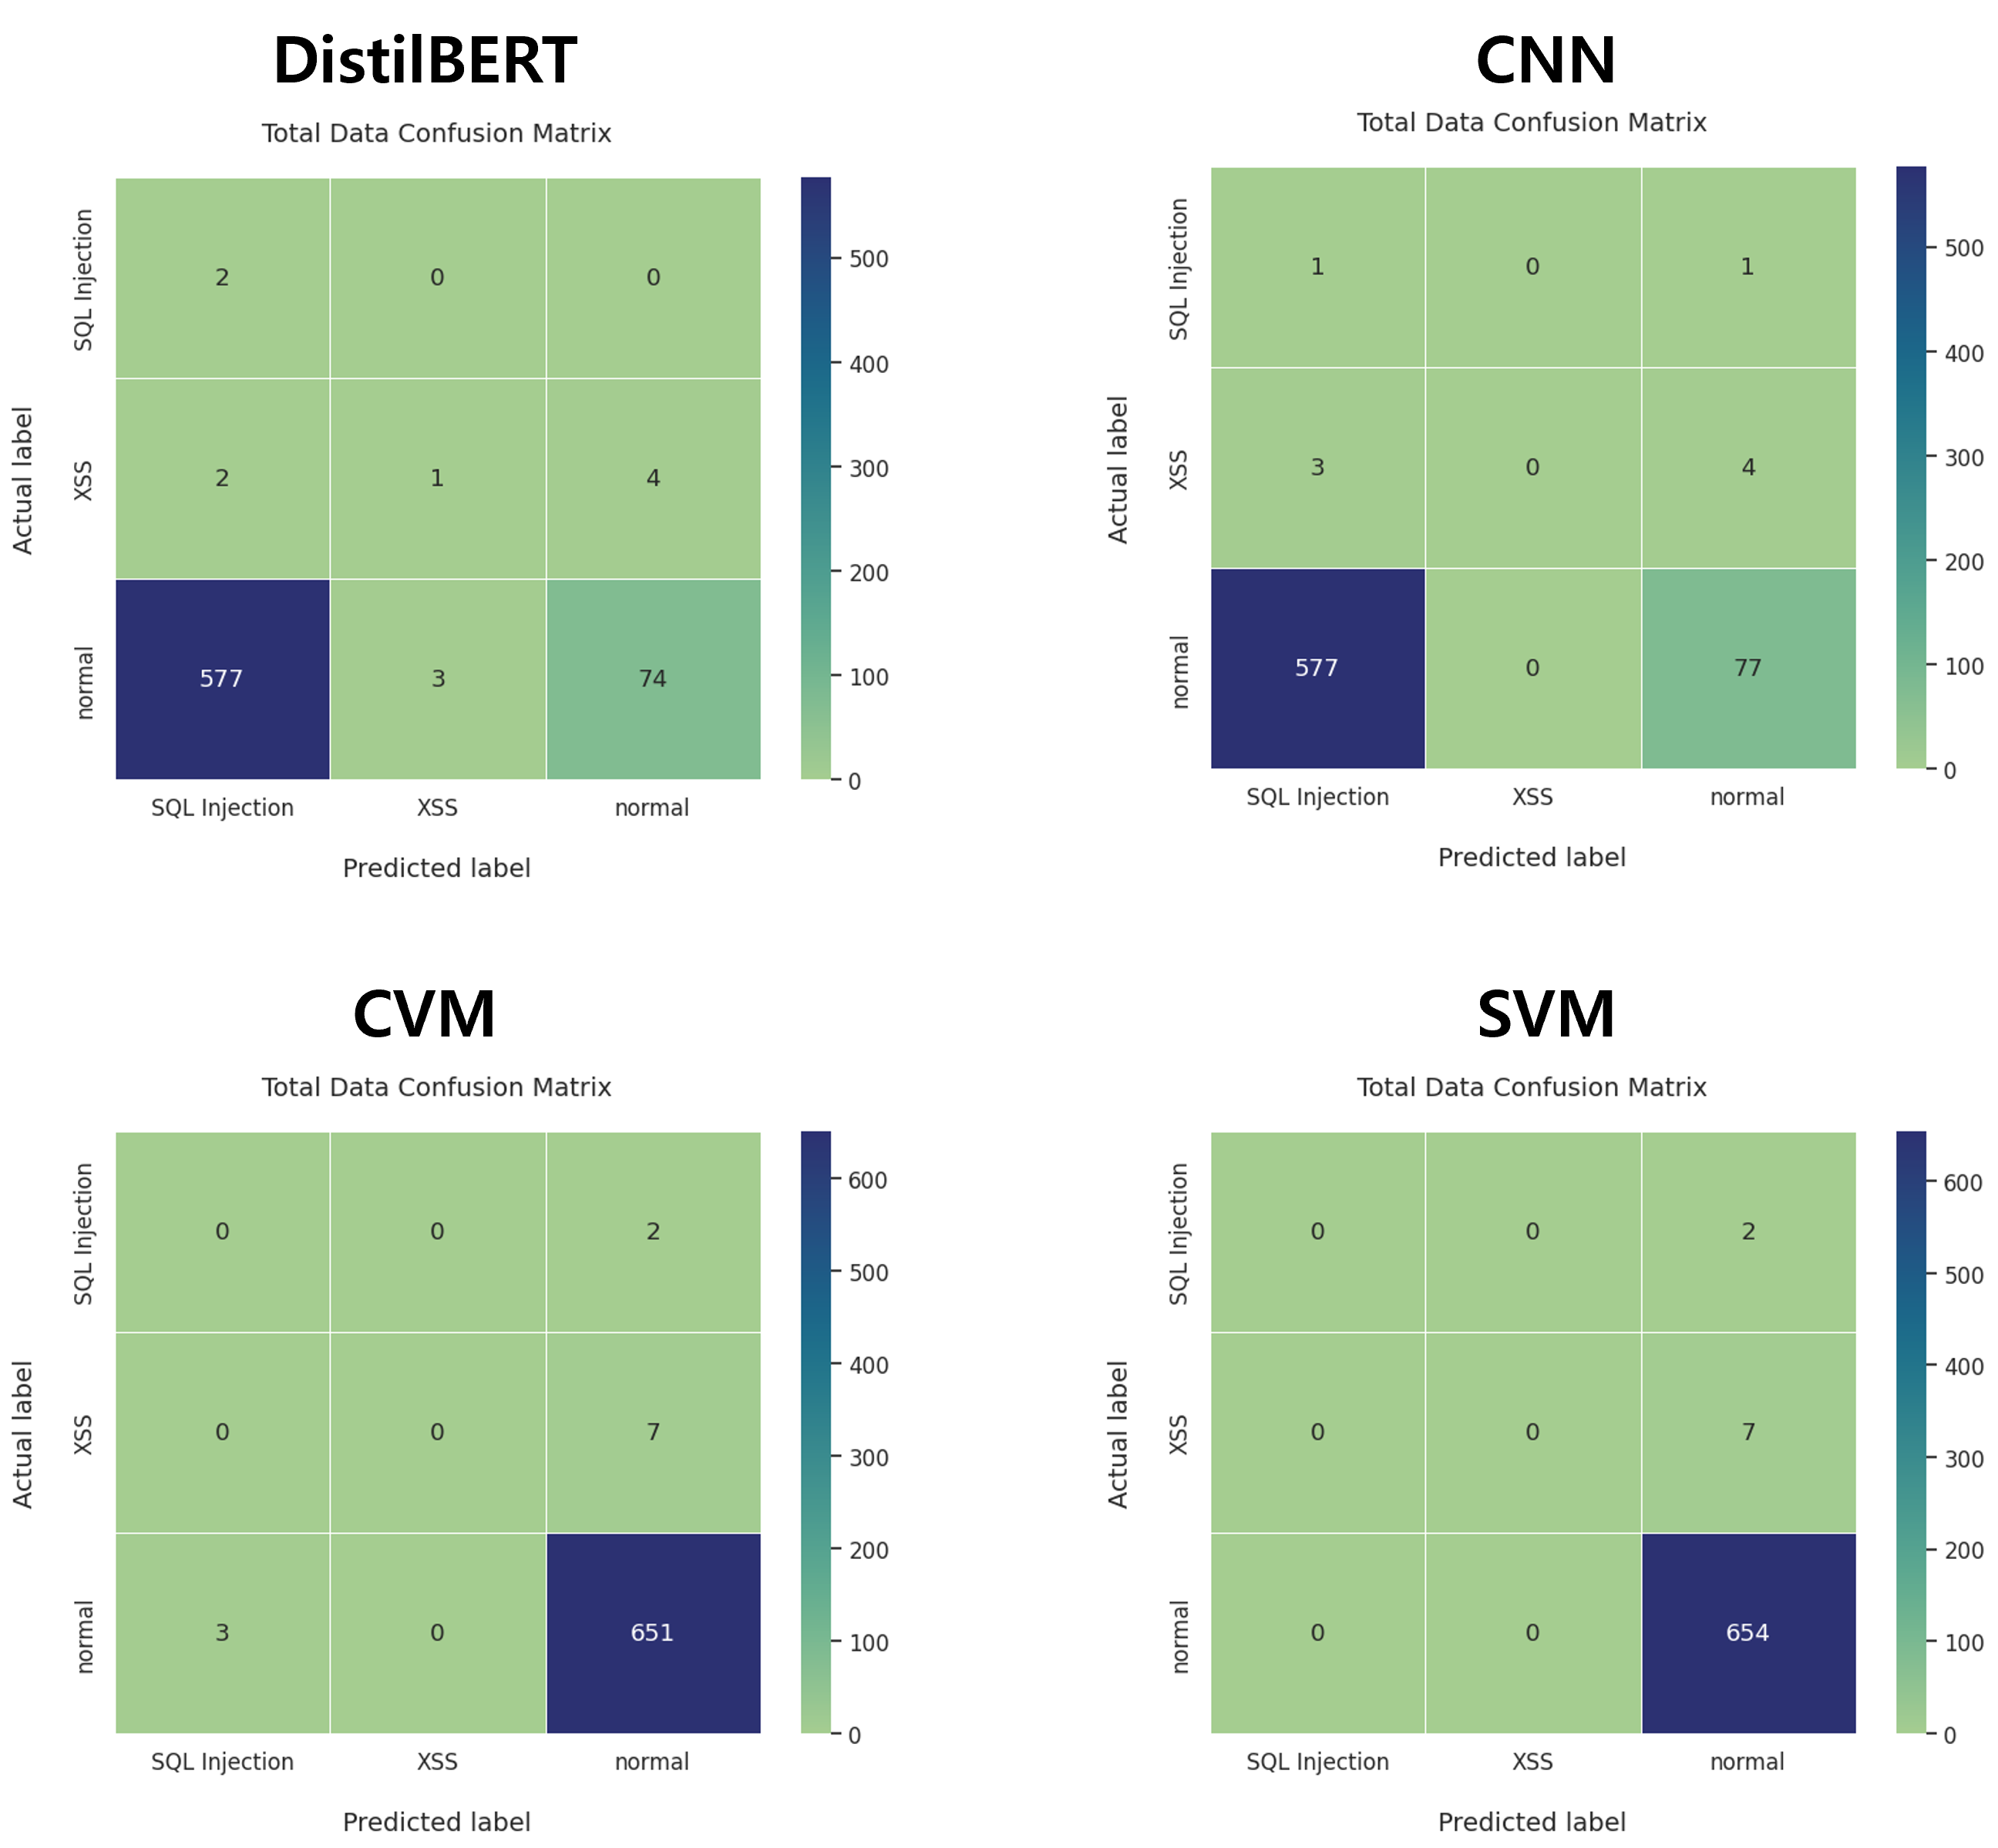 DistilBERT
Total Data Confusion Matrix
Actual label
SQL Injection
2 0 0
XSS
2 1 4
normal
577 3 74
SQL Injection XSS normal
Predicted label
500
400
300
200
100
0
CNN
Total Data Confusion Matrix
Actual label
SQL Injection
1 0 1
XSS
3 0 4
normal
577 0 77
SQL Injection XSS normal
Predicted label
500
400
300
200
100
0
CVM
Total Data Confusion Matrix
Actual label
SQL Injection
0 0 2
XSS
0 0 7
normal
3 0 651
SQL Injection XSS normal
Predicted label
600
500
400
300
200
100
0
SVM
Total Data Confusion Matrix
Actual label
SQL Injection
0 0 2
XSS
0 0 7
normal
0 0 654
SQL Injection XSS normal
Predicted label
600
500
400
300
200
100
0